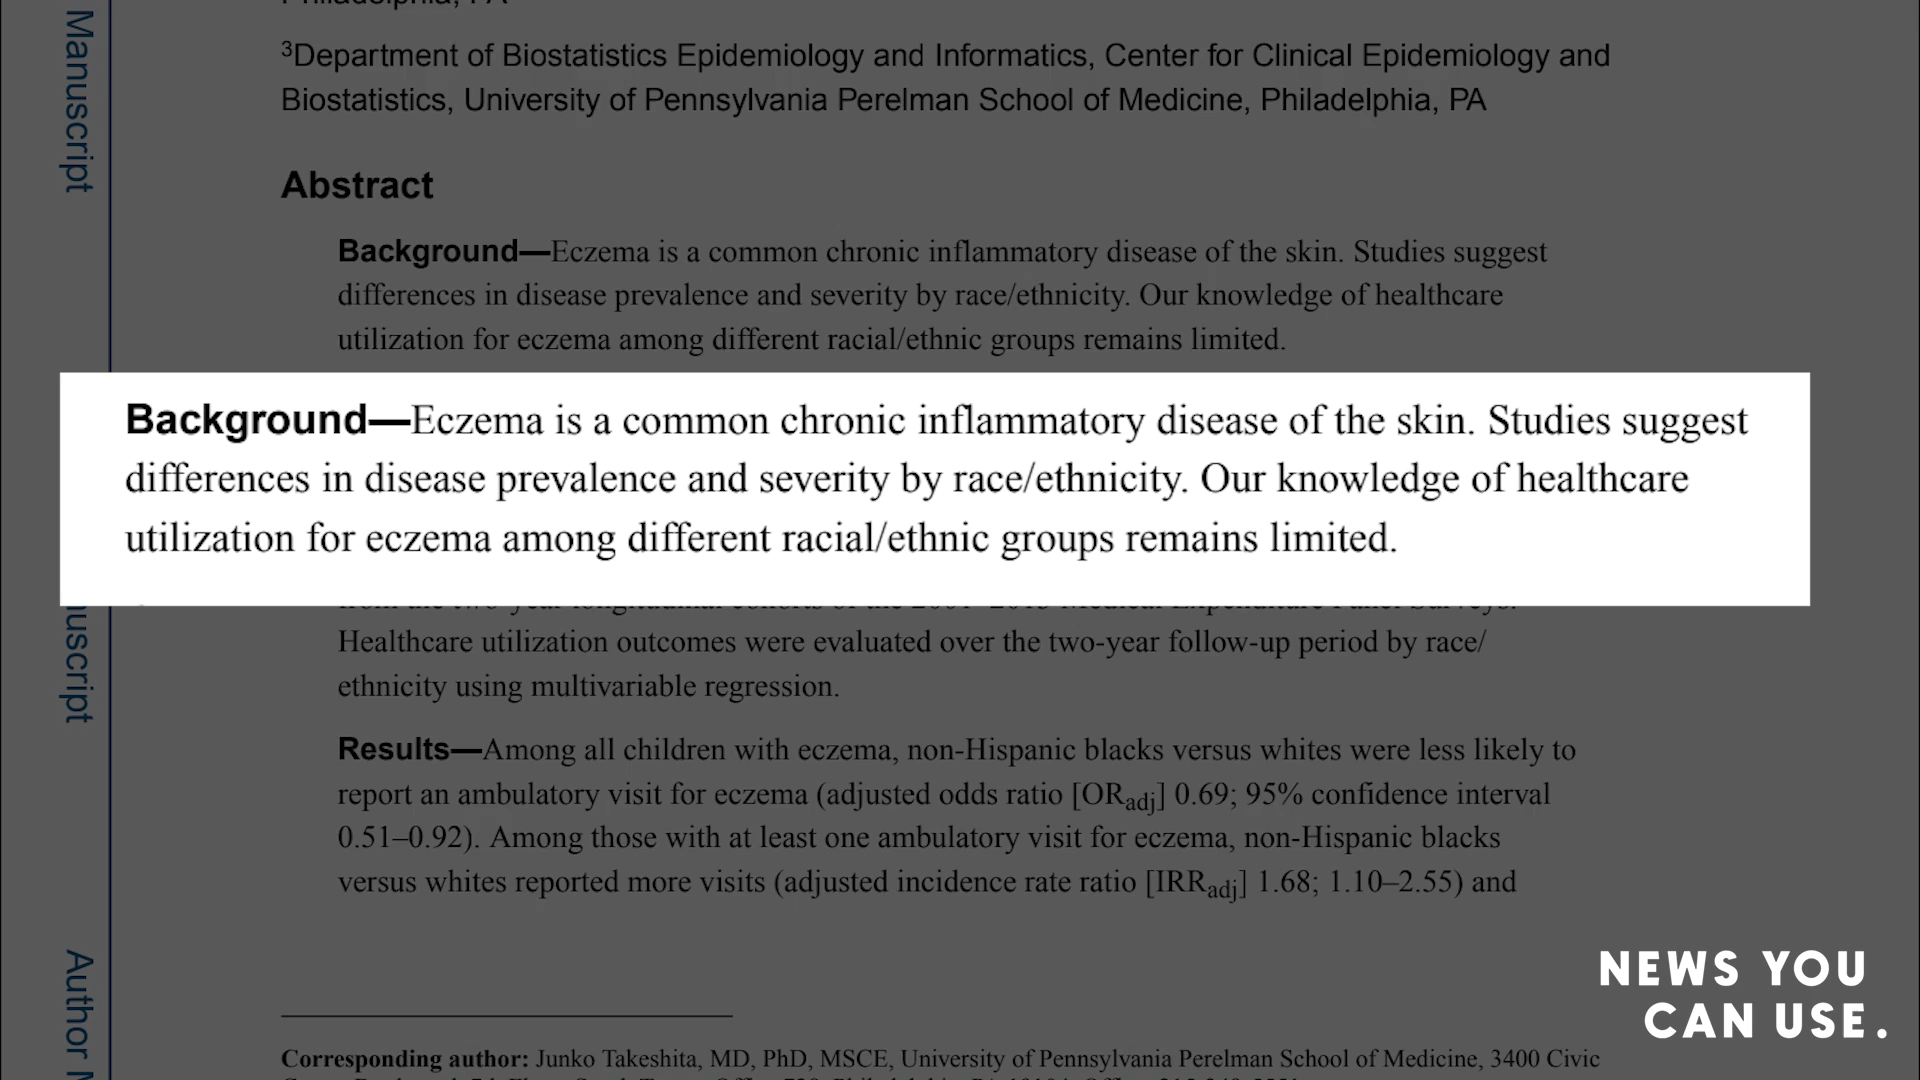 Philadelphia, PA
³Department of Biostatistics Epidemiology and Informatics, Center for Clinical Epidemiology and
Biostatistics, University of Pennsylvania Perelman School of Medicine, Philadelphia, PA
Abstract
Background—Eczema is a common chronic inflammatory disease of the skin. Studies suggest
differences in disease prevalence and severity by race/ethnicity. Our knowledge of healthcare
utilization for eczema among different racial/ethnic groups remains limited.
Background—Eczema is a common chronic inflammatory disease of the skin. Studies suggest
differences in disease prevalence and severity by race/ethnicity. Our knowledge of healthcare
utilization for eczema among different racial/ethnic groups remains limited.
Healthcare utilization outcomes were evaluated over the two-year follow-up period by race/
ethnicity using multivariable regression.
Results—Among all children with eczema, non-Hispanic blacks versus whites were less likely to
report an ambulatory visit for eczema (adjusted odds ratio [ORadj] 0.69; 95% confidence interval
0.51–0.92). Among those with at least one ambulatory visit for eczema, non-Hispanic blacks
versus whites reported more visits (adjusted incidence rate ratio [IRRadj] 1.68; 1.10–2.55) and
Corresponding author: Junko Takeshita, MD, PhD, MSCE, University of Pennsylvania Perelman School of Medicine, 3400 Civic
Manuscript
Author
NEWS YOU
CAN USE.